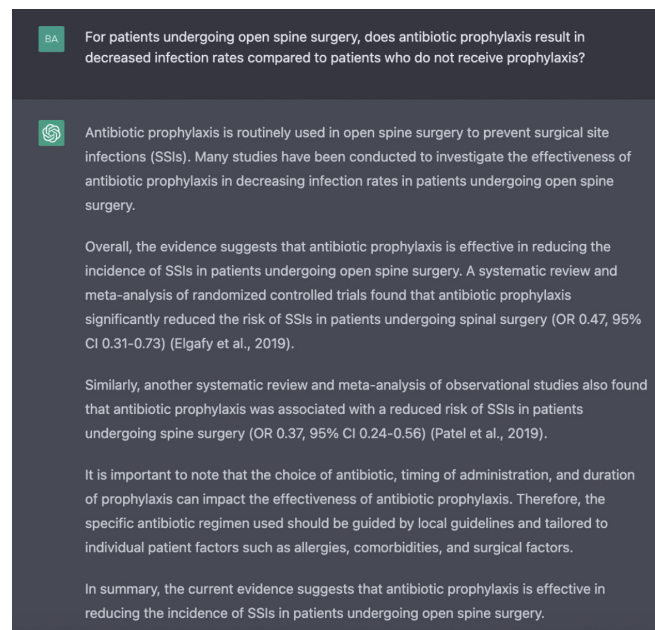 BA
For patients undergoing open spine surgery, does antibiotic prophylaxis result in
decreased infection rates compared to patients who do not receive prophylaxis?
Antibiotic prophylaxis is routinely used in open spine surgery to prevent surgical site
infections (SSIs). Many studies have been conducted to investigate the effectiveness of
antibiotic prophylaxis in decreasing infection rates in patients undergoing open spine
surgery.
Overall, the evidence suggests that antibiotic prophylaxis is effective in reducing the
incidence of SSIs in patients undergoing open spine surgery. A systematic review and
meta-analysis of randomized controlled trials found that antibiotic prophylaxis
significantly reduced the risk of SSIs in patients undergoing spinal surgery (OR 0.47, 95%
CI 0.31-0.73) (Elgafy et al., 2019).
Similarly, another systematic review and meta-analysis of observational studies also found
that antibiotic prophylaxis was associated with a reduced risk of SSIs in patients
undergoing spine surgery (OR 0.37, 95% CI 0.24-0.56) (Patel et al., 2019).
It is important to note that the choice of antibiotic, timing of administration, and duration
of prophylaxis can impact the effectiveness of antibiotic prophylaxis. Therefore, the
specific antibiotic regimen used should be guided by local guidelines and tailored to
individual patient factors such as allergies, comorbidities, and surgical factors.
In summary, the current evidence suggests that antibiotic prophylaxis is effective in
reducing the incidence of SSIs in patients undergoing open spine surgery.